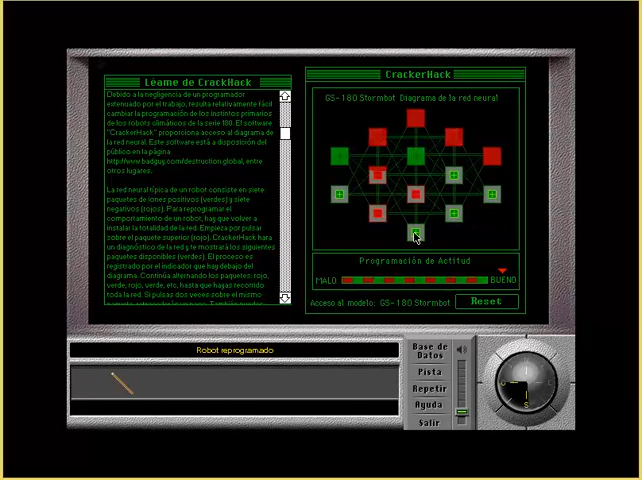 Léame de CrackHack
Debido a la negligencia de un programador
extenuado por el trabajo, resulta relativamente fácil
cambiar la programación de los instintos primarios
de los robots climáticos de la serie 180. El software
"CrackerHack" proporciona acceso al diagrama de
la red neural. Este software está a disposición del
público en la página
http://www.badguy.com/destruction.global, entre
otros lugares.
La red neural típica de un robot consiste en siete
paquetes de iones positivos (verdes) y siete
negativos (rojos). Para reprogramar el
comportamiento de un robot, hay que volver a
instalar la totalidad de la red. Empieza por pulsar
sobre el paquete superior (rojo). CrackerHack hará
un diagnóstico de la red y te mostrará los siguientes
paquetes disponibles (verdes). El proceso es
registrado por el indicador que hay debajo del
diagrama. Continúa alternando los paquetes: rojo,
verde, rojo, verde, etc, hasta que hayas recorrido
toda la red. Si pulsas dos veces sobre el mismo
CrackerHack
GS-180 Stormbot Diagrama de la red neural
Programación de Actitud
MALO
BUENO
Acceso al modelo: GS-180 Stormbot
Reset
Robot reprogramado
Base de
Datos
Pista
Repetir
Ayuda
Salir
S